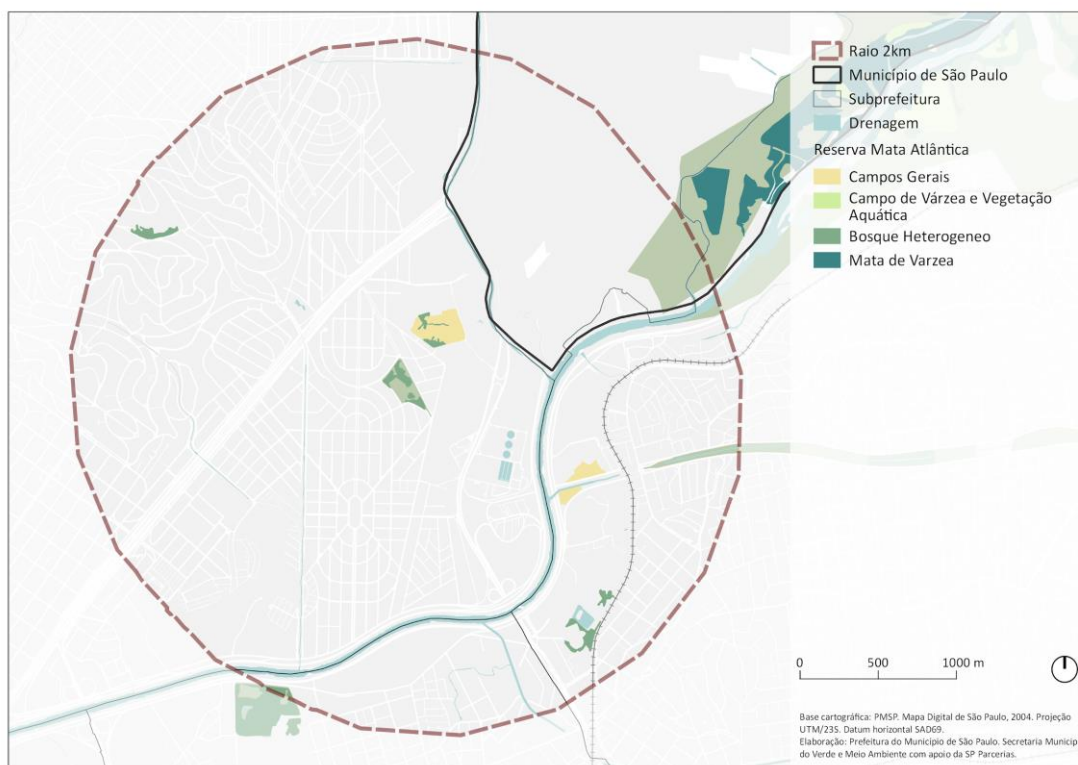 Raio 2km
Município de São Paulo
Subprefeitura
Drenagem
Reserva Mata Atlântica
Campos Gerais
Campo de Várzea e Vegetação
Aquática
Bosque Heterogeneo
Mata de Varzea
0 500 1000 m
Base cartográfica: PMSP. Mapa Digital de São Paulo, 2004. Projeção
UTM/23S. Datum horizontal SAD69.
Elaboração: Prefeitura do Município de São Paulo. Secretaria Municip
do Verde e Meio Ambiente com apoio da SP Parcerias.